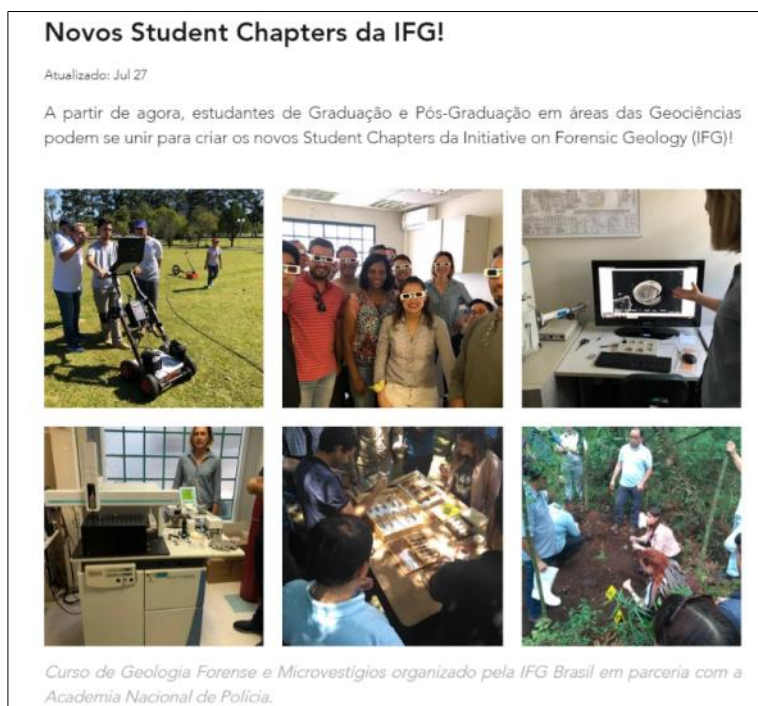 Novos Student Chapters da IFG!
Atualizado: Jul 27
A partir de agora, estudantes de Graduação e Pós-Graduação em áreas das Geociências
podem se unir para criar os novos Student Chapters da Initiative on Forensic Geology (IFG)!
Curso de Geologia Forense e Microvestígios organizado pela IFG Brasil em parceria com a
Academia Nacional de Polícia.